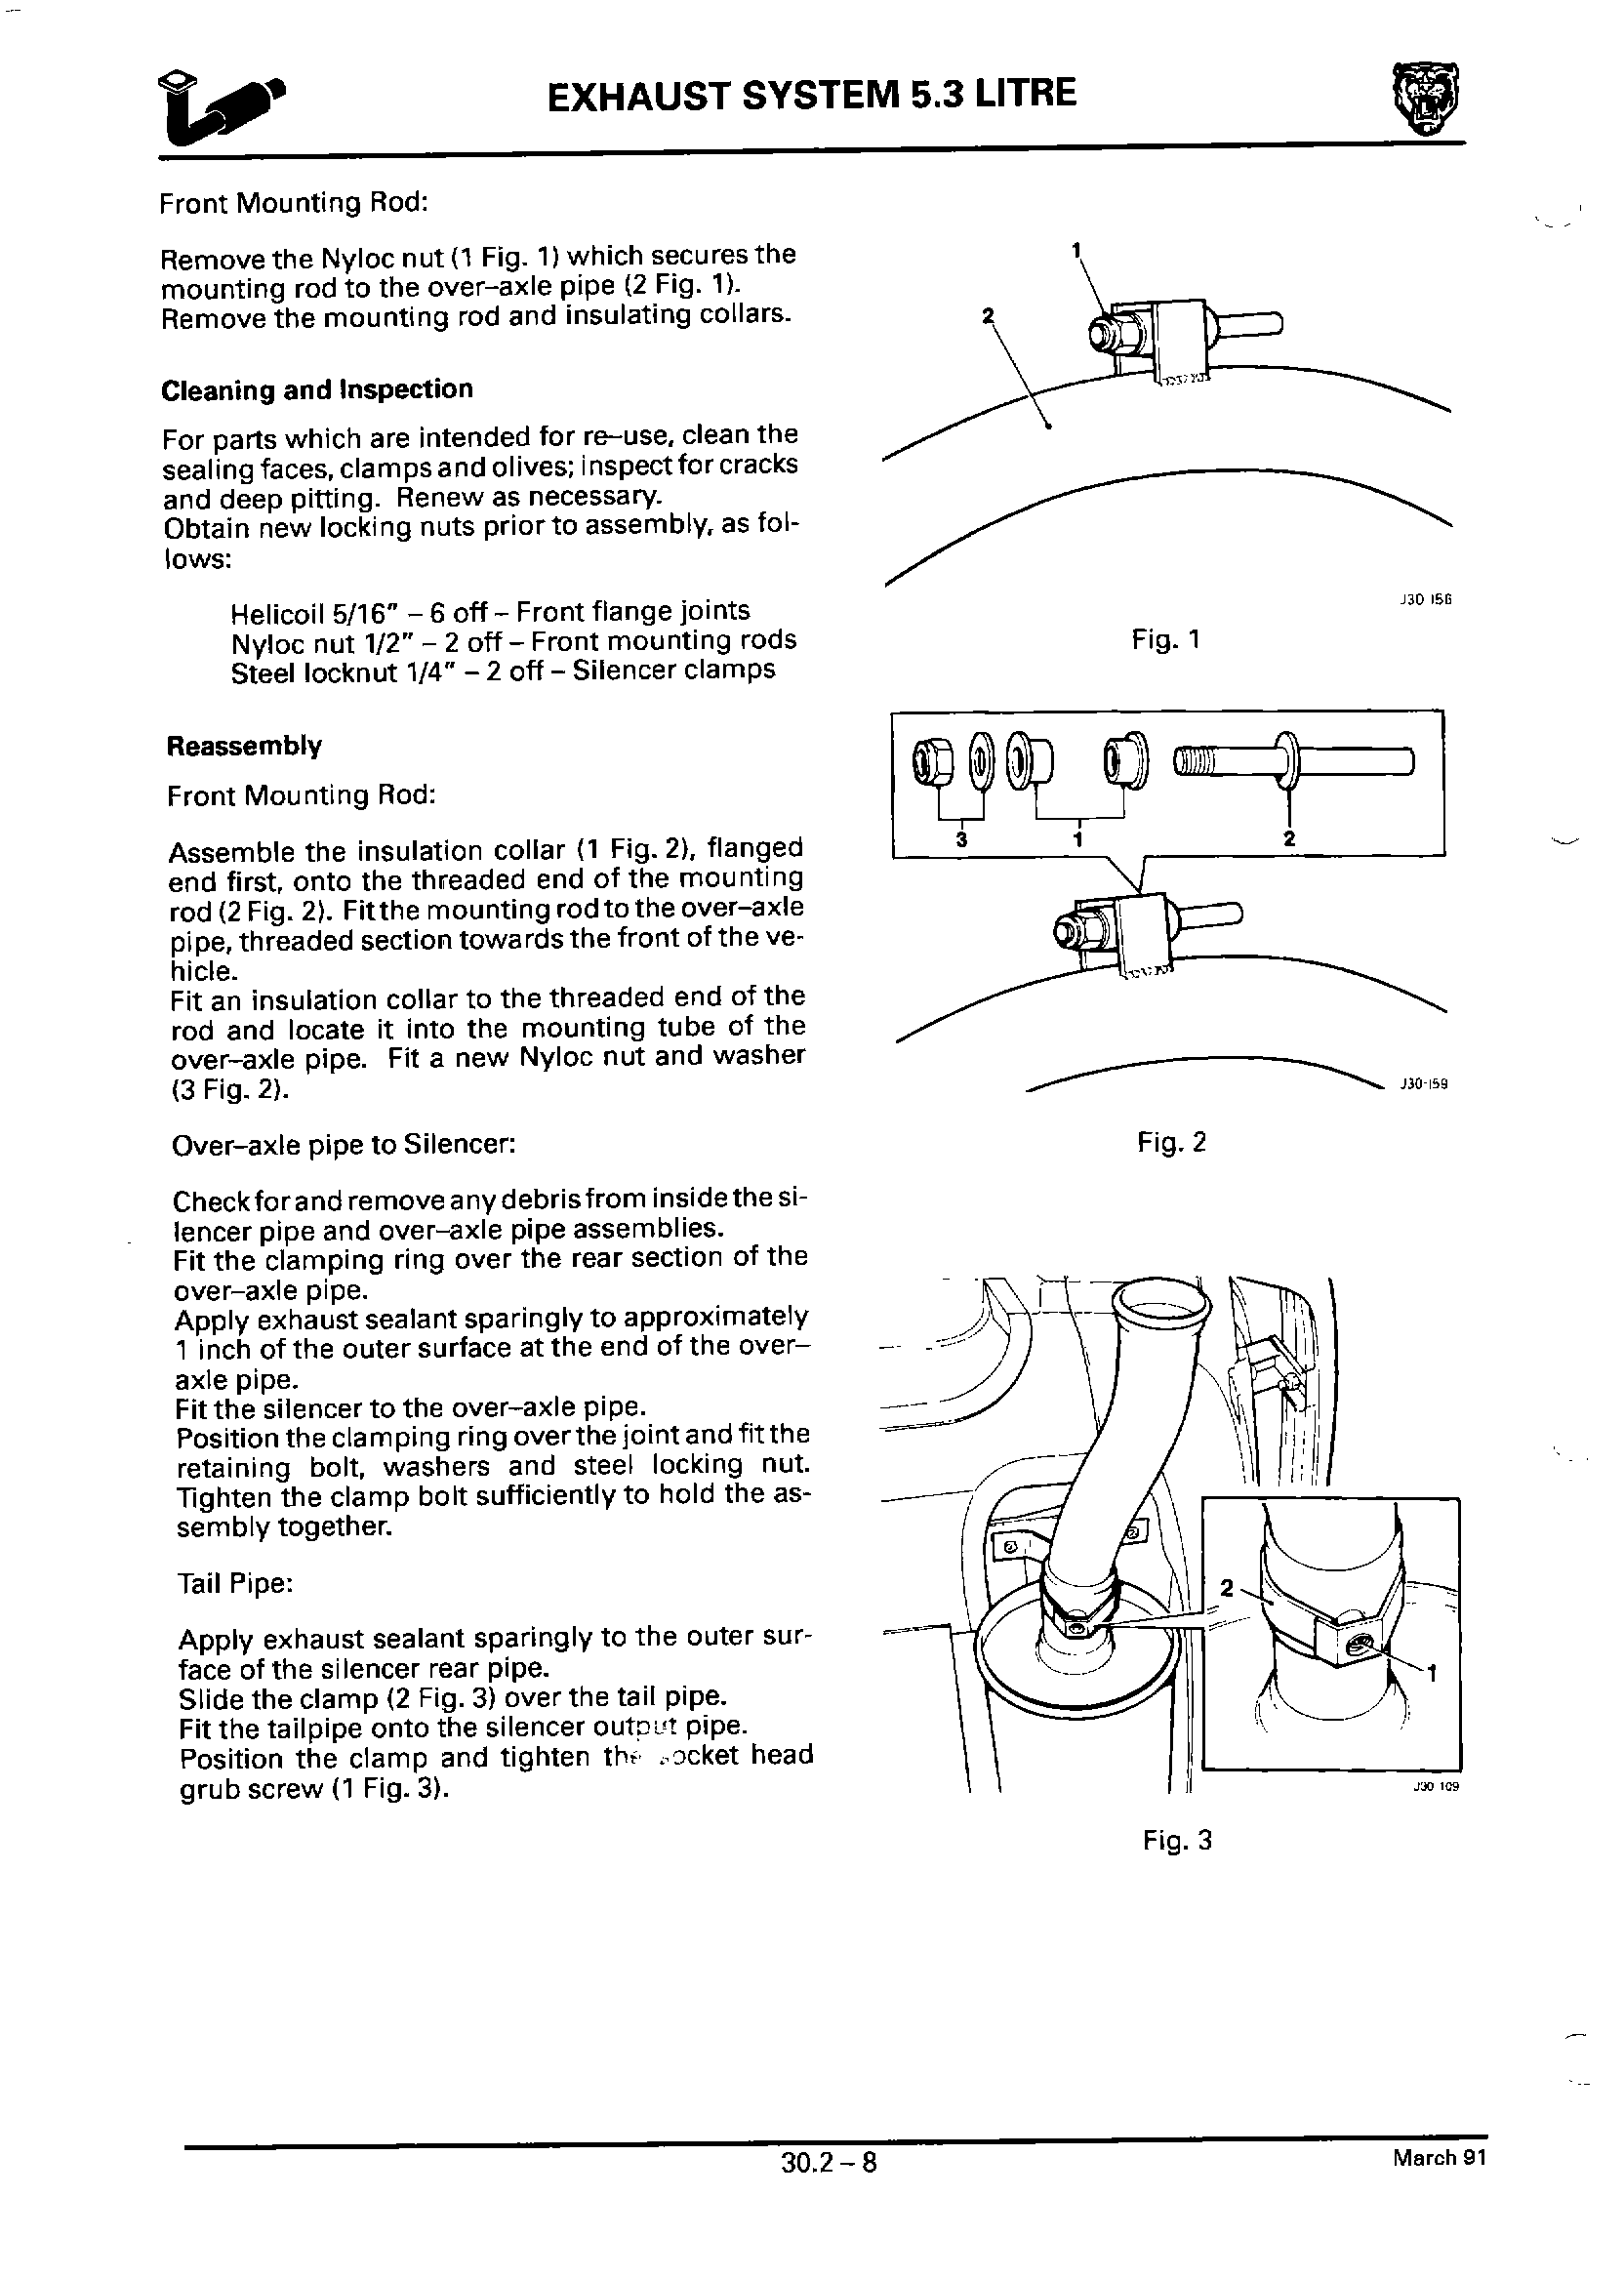 EXHAUST SYSTEM 5.3 LITRE
Front Mounting Rod:
Remove the Nyloc nut (1 Fig. 1) which secures the
mounting rod to the over–axle pipe (2 Fig. 1).
Remove the mounting rod and insulating collars.
Cleaning and Inspection
For parts which are intended for re–use, clean the
sealing faces, clamps and olives; inspect for cracks
and deep pitting. Renew as necessary.
Obtain new locking nuts prior to assembly, as fol-
lows:
Helicoil 5/16" – 6 off – Front flange joints
Nyloc nut 1/2" – 2 off – Front mounting rods
Steel locknut 1/4" – 2 off – Silencer clamps
Reassembly
Front Mounting Rod:
Assemble the insulation collar (1 Fig. 2), flanged
end first, onto the threaded end of the mounting
rod (2 Fig. 2). Fit the mounting rod to the over–axle
pipe, threaded section towards the front of the ve-
hicle.
Fit an insulation collar to the threaded end of the
rod and locate it into the mounting tube of the
over–axle pipe. Fit a new Nyloc nut and washer
(3 Fig. 2).
Over–axle pipe to Silencer:
Check for and remove any debris from inside the si-
lencer pipe and over–axle pipe assemblies.
Fit the clamping ring over the rear section of the
over–axle pipe.
Apply exhaust sealant sparingly to approximately
1 inch of the outer surface at the end of the over–
axle pipe.
Fit the silencer to the over–axle pipe.
Position the clamping ring over the joint and fit the
retaining bolt, washers and steel locking nut.
Tighten the clamp bolt sufficiently to hold the as-
sembly together.
Tail Pipe:
Apply exhaust sealant sparingly to the outer sur-
face of the silencer rear pipe.
Slide the clamp (2 Fig. 3) over the tail pipe.
Fit the tailpipe onto the silencer output pipe.
Position the clamp and tighten the socket head
grub screw (1 Fig. 3).
1
2
J30 156
Fig. 1
3
1
2
J30-159
Fig. 2
2
1
J30 109
Fig. 3
30.2 – 8
March 91